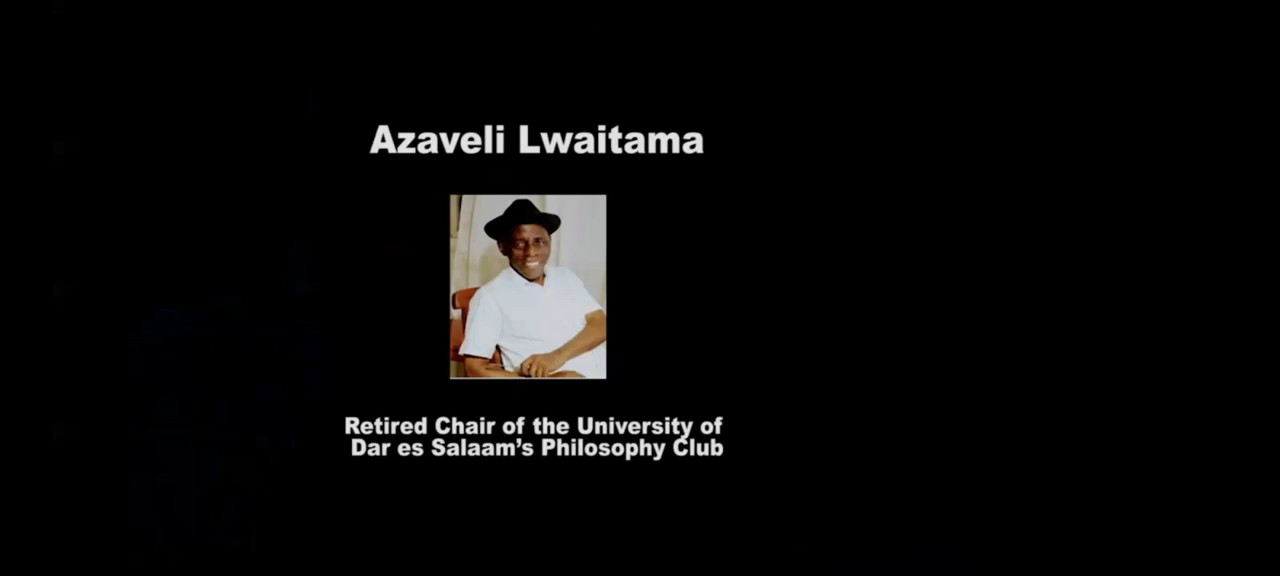 Azaveli Lwaitama
Retired Chair of the University of
Dar es Salaam’s Philosophy Club